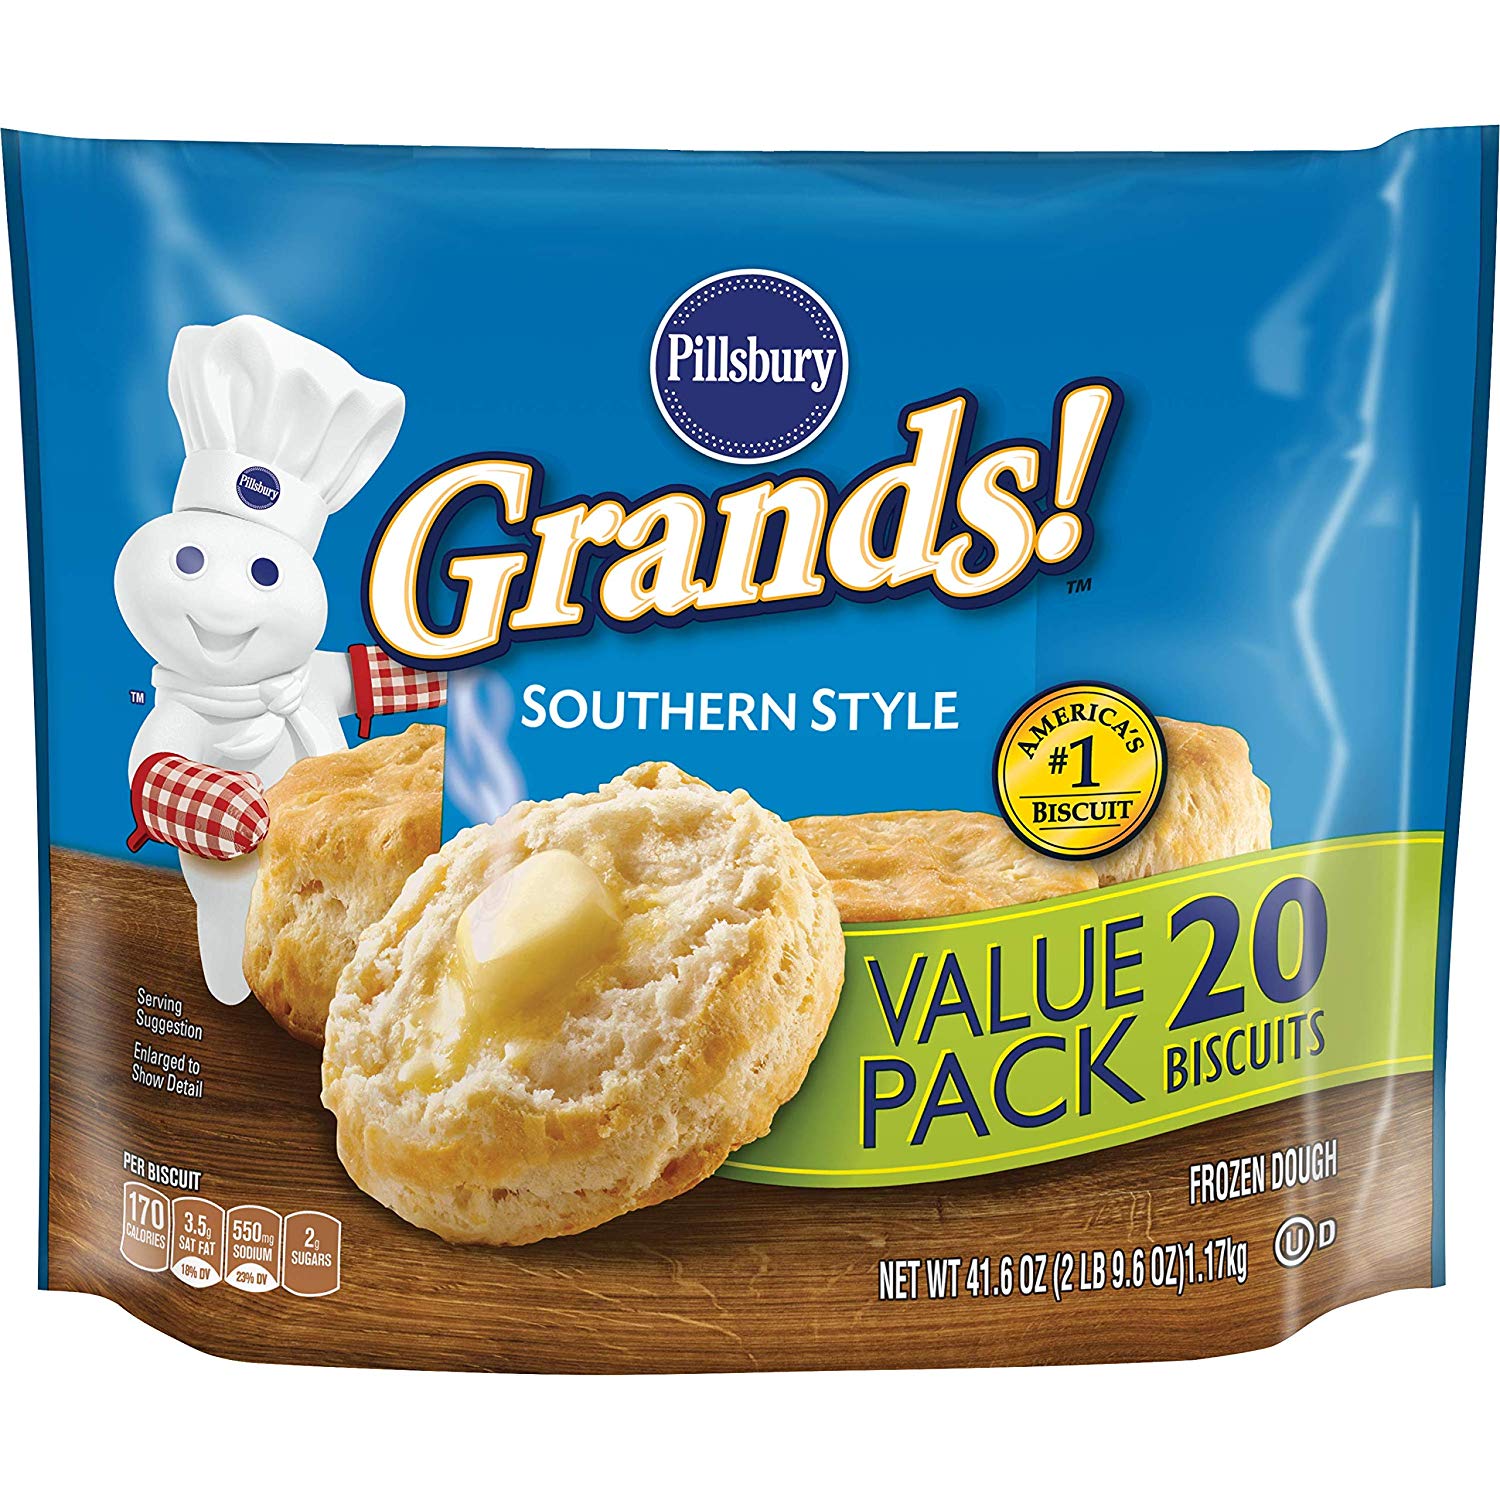 Pillsbury
Pillsbury
Grands!
TM
TM
SOUTHERN STYLE
AMERICA'S
#1
BISCUIT
VALUE
PACK
20
BISCUITS
Serving
Suggestion
Enlarged to
Show Detail
PER BISCUIT
170
CALORIES
3.5g
SAT FAT
18% DV
550mg
SODIUM
23% DV
2g
SUGARS
FROZEN DOUGH
NET WT 41.6 OZ (2 LB 9.6 OZ)1.17kg
U D